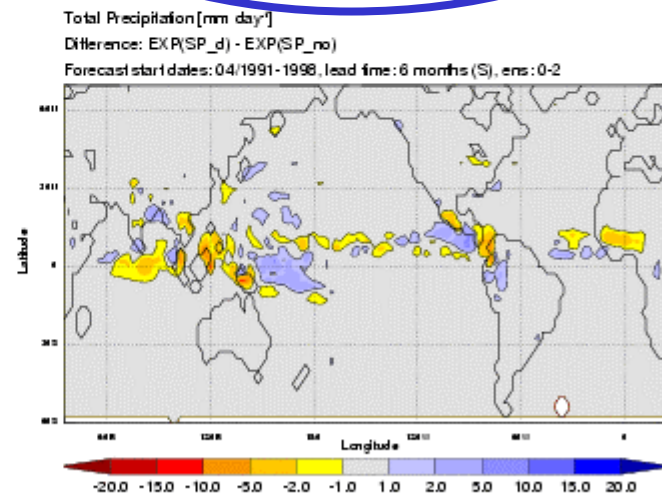 Total Precipitation [mm day⁻¹]
Difference: EXP(SP_d) - EXP(SP_no)
Forecast start dates: 04/1991-1998, lead time: 6 months (S), ens: 0-2
Latitude
0
0
Longitude
-20.0 -15.0 -10.0 -5.0 -2.0 -1.0 1.0 2.0 5.0 10.0 15.0 20.0